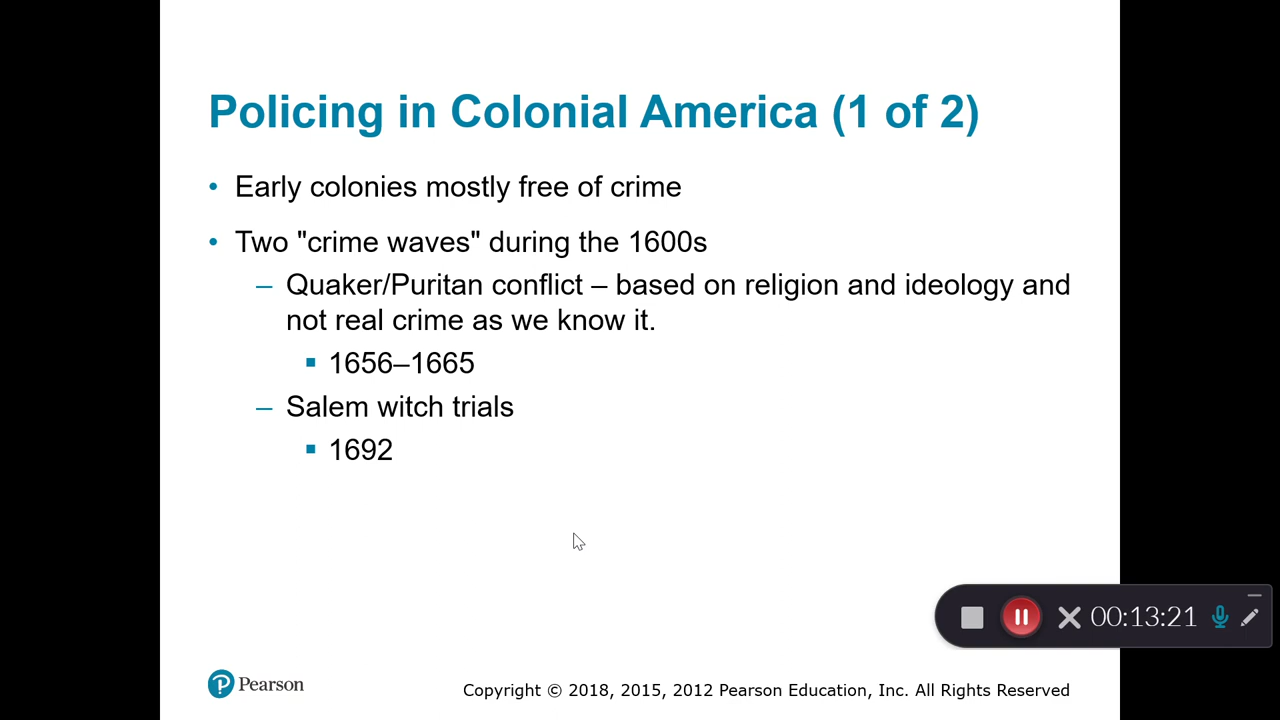 Policing in Colonial America (1 of 2)
• Early colonies mostly free of crime
• Two "crime waves" during the 1600s
– Quaker/Puritan conflict – based on religion and ideology and
not real crime as we know it.
▪ 1656–1665
– Salem witch trials
▪ 1692
00:13:21
Pearson
Copyright © 2018, 2015, 2012 Pearson Education, Inc. All Rights Reserved